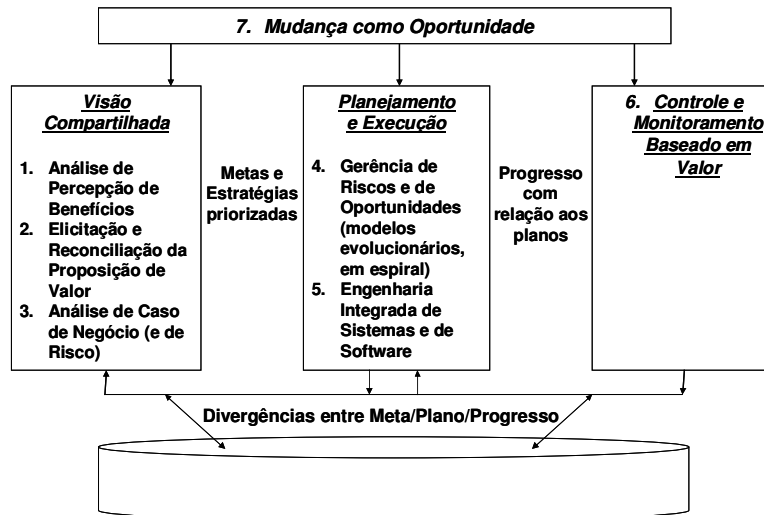 7. Mudança como Oportunidade
Visão
Compartilhada
1. Análise de
Percepção de
Benefícios
2. Elicitação e
Reconciliação da
Proposição de
Valor
3. Análise de Caso
de Negócio (e de
Risco)
Metas e
Estratégias
priorizadas
Planejamento
e Execução
4. Gerência de
Riscos e de
Oportunidades
(modelos
evolucionários,
em espiral)
5. Engenharia
Integrada de
Sistemas e de
Software
Progresso
com
relação aos
planos
6. Controle e
Monitoramento
Baseado em
Valor
Divergências entre Meta/Plano/Progresso